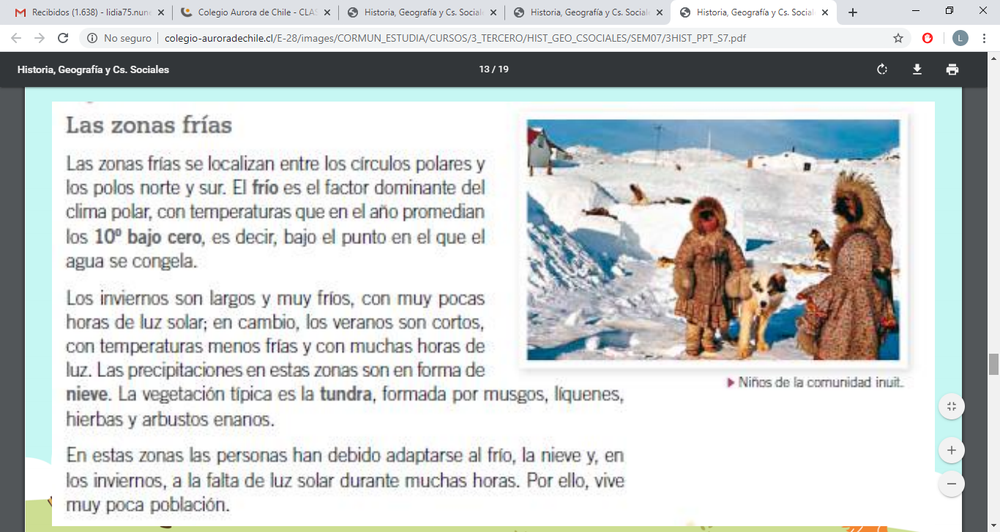 Recibidos (1.638) - lidia75.nun
Colegio Aurora de Chile - CLAS
Historia, Geografía y Cs. Social
Historia, Geografía y Cs. Social
Historia, Geografía y Cs. Social
No seguro
colegio-auroradechile.cl/E-28/images/CORMUN_ESTUDIA/CURSOS/3_TERCERO/HIST_GEO_CSOCIALES/SEM07/3HIST_PPT_S7.pdf
L
Historia, Geografía y Cs. Sociales
13 / 19
Las zonas frías
Las zonas frías se localizan entre los círculos polares y
los polos norte y sur. El frío es el factor dominante del
clima polar, con temperaturas que en el año promedian
los 10º bajo cero, es decir, bajo el punto en el que el
agua se congela.
Los inviernos son largos y muy fríos, con muy pocas
horas de luz solar; en cambio, los veranos son cortos,
con temperaturas menos frías y con muchas horas de
luz. Las precipitaciones en estas zonas son en forma de
nieve. La vegetación típica es la tundra, formada por musgos, líquenes,
hierbas y arbustos enanos.
En estas zonas las personas han debido adaptarse al frío, la nieve y, en
los inviernos, a la falta de luz solar durante muchas horas. Por ello, vive
muy poca población.
Niños de la comunidad inuit.